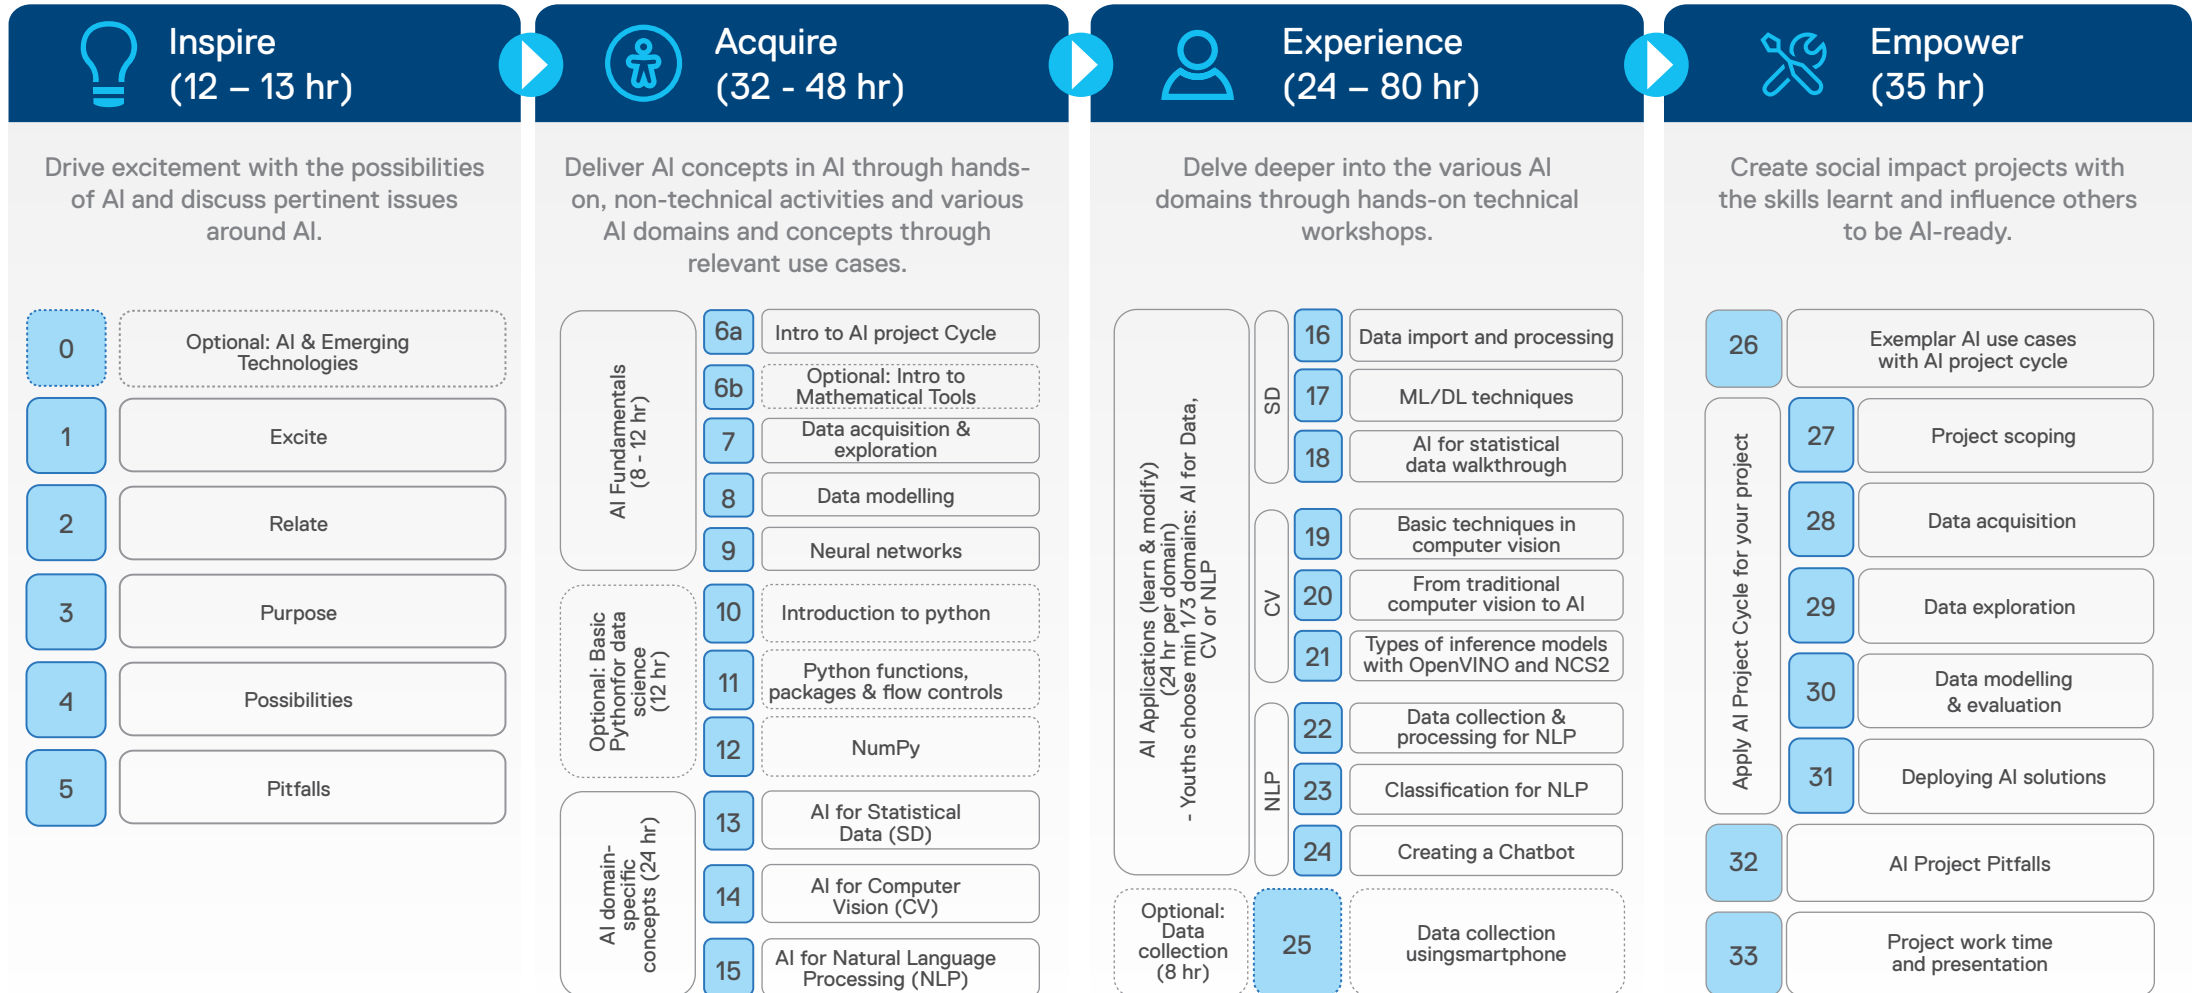 Inspire
(12 – 13 hr)
Drive excitement with the possibilities
of AI and discuss pertinent issues
around AI.
0
Optional: AI & Emerging
Technologies
1
Excite
2
Relate
3
Purpose
4
Possibilities
5
Pitfalls
Acquire
(32 - 48 hr)
Deliver AI concepts in AI through hands-
on, non-technical activities and various
AI domains and concepts through
relevant use cases.
AI Fundamentals
(8 - 12 hr)
6a
Intro to AI project Cycle
6b
Optional: Intro to
Mathematical Tools
7
Data acquisition &
exploration
8
Data modelling
9
Neural networks
Optional: Basic
Pythonfor data
science
(12 hr)
10
Introduction to python
11
Python functions,
packages & flow controls
12
NumPy
AI domain-
specific
concepts (24 hr)
13
AI for Statistical
Data (SD)
14
AI for Computer
Vision (CV)
15
AI for Natural Language
Processing (NLP)
Experience
(24 – 80 hr)
Delve deeper into the various AI
domains through hands-on technical
workshops.
AI Applications (learn & modify)
(24 hr per domain)
- Youths choose min 1/3 domains: AI for Data,
CV or NLP
SD
16
Data import and processing
17
ML/DL techniques
18
AI for statistical
data walkthrough
CV
19
Basic techniques in
computer vision
20
From traditional
computer vision to AI
21
Types of inference models
with OpenVINO and NCS2
NLP
22
Data collection &
processing for NLP
23
Classification for NLP
24
Creating a Chatbot
Optional:
Data
collection
(8 hr)
25
Data collection
usingsmartphone
Empower
(35 hr)
Create social impact projects with
the skills learnt and influence others
to be AI-ready.
26
Exemplar AI use cases
with AI project cycle
Apply AI Project Cycle for your project
27
Project scoping
28
Data acquisition
29
Data exploration
30
Data modelling
& evaluation
31
Deploying AI solutions
32
AI Project Pitfalls
33
Project work time
and presentation